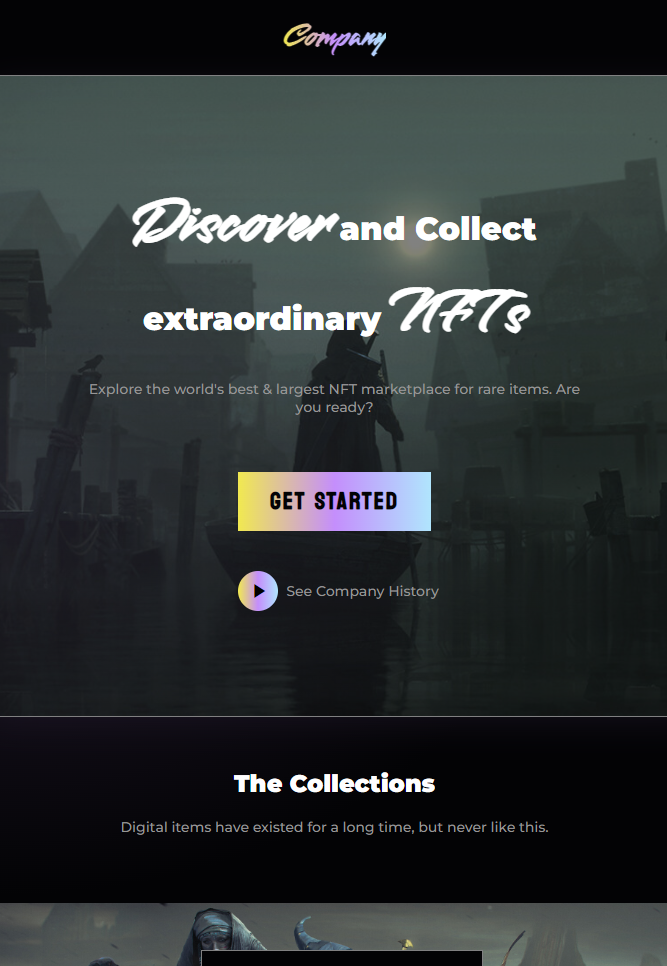 Company
Discover and Collect
extraordinary NFTs
Explore the world's best & largest NFT marketplace for rare items. Are
you ready?
GET STARTED
See Company History
The Collections
Digital items have existed for a long time, but never like this.